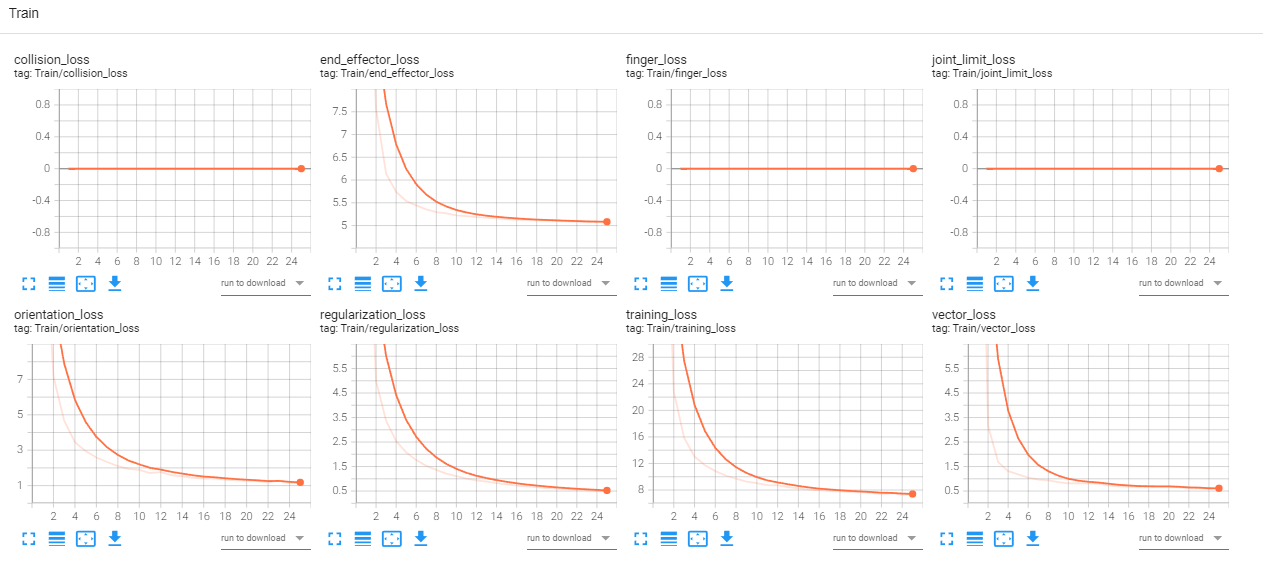 Train
collision_loss
tag: Train/collision_loss
0.8
0.4
0
-0.4
-0.8
2 4 6 8 10 12 14 16 18 20 22 24
run to download
end_effector_loss
tag: Train/end_effector_loss
7.5
7
6.5
6
5.5
5
2 4 6 8 10 12 14 16 18 20 22 24
run to download
finger_loss
tag: Train/finger_loss
0.8
0.4
0
-0.4
-0.8
2 4 6 8 10 12 14 16 18 20 22 24
run to download
joint_limit_loss
tag: Train/joint_limit_loss
0.8
0.4
0
-0.4
-0.8
2 4 6 8 10 12 14 16 18 20 22 24
run to download
orientation_loss
tag: Train/orientation_loss
7
5
3
1
2 4 6 8 10 12 14 16 18 20 22 24
run to download
regularization_loss
tag: Train/regularization_loss
5.5
4.5
3.5
2.5
1.5
0.5
2 4 6 8 10 12 14 16 18 20 22 24
run to download
training_loss
tag: Train/training_loss
28
24
20
16
12
8
2 4 6 8 10 12 14 16 18 20 22 24
run to download
vector_loss
tag: Train/vector_loss
5.5
4.5
3.5
2.5
1.5
0.5
2 4 6 8 10 12 14 16 18 20 22 24
run to download